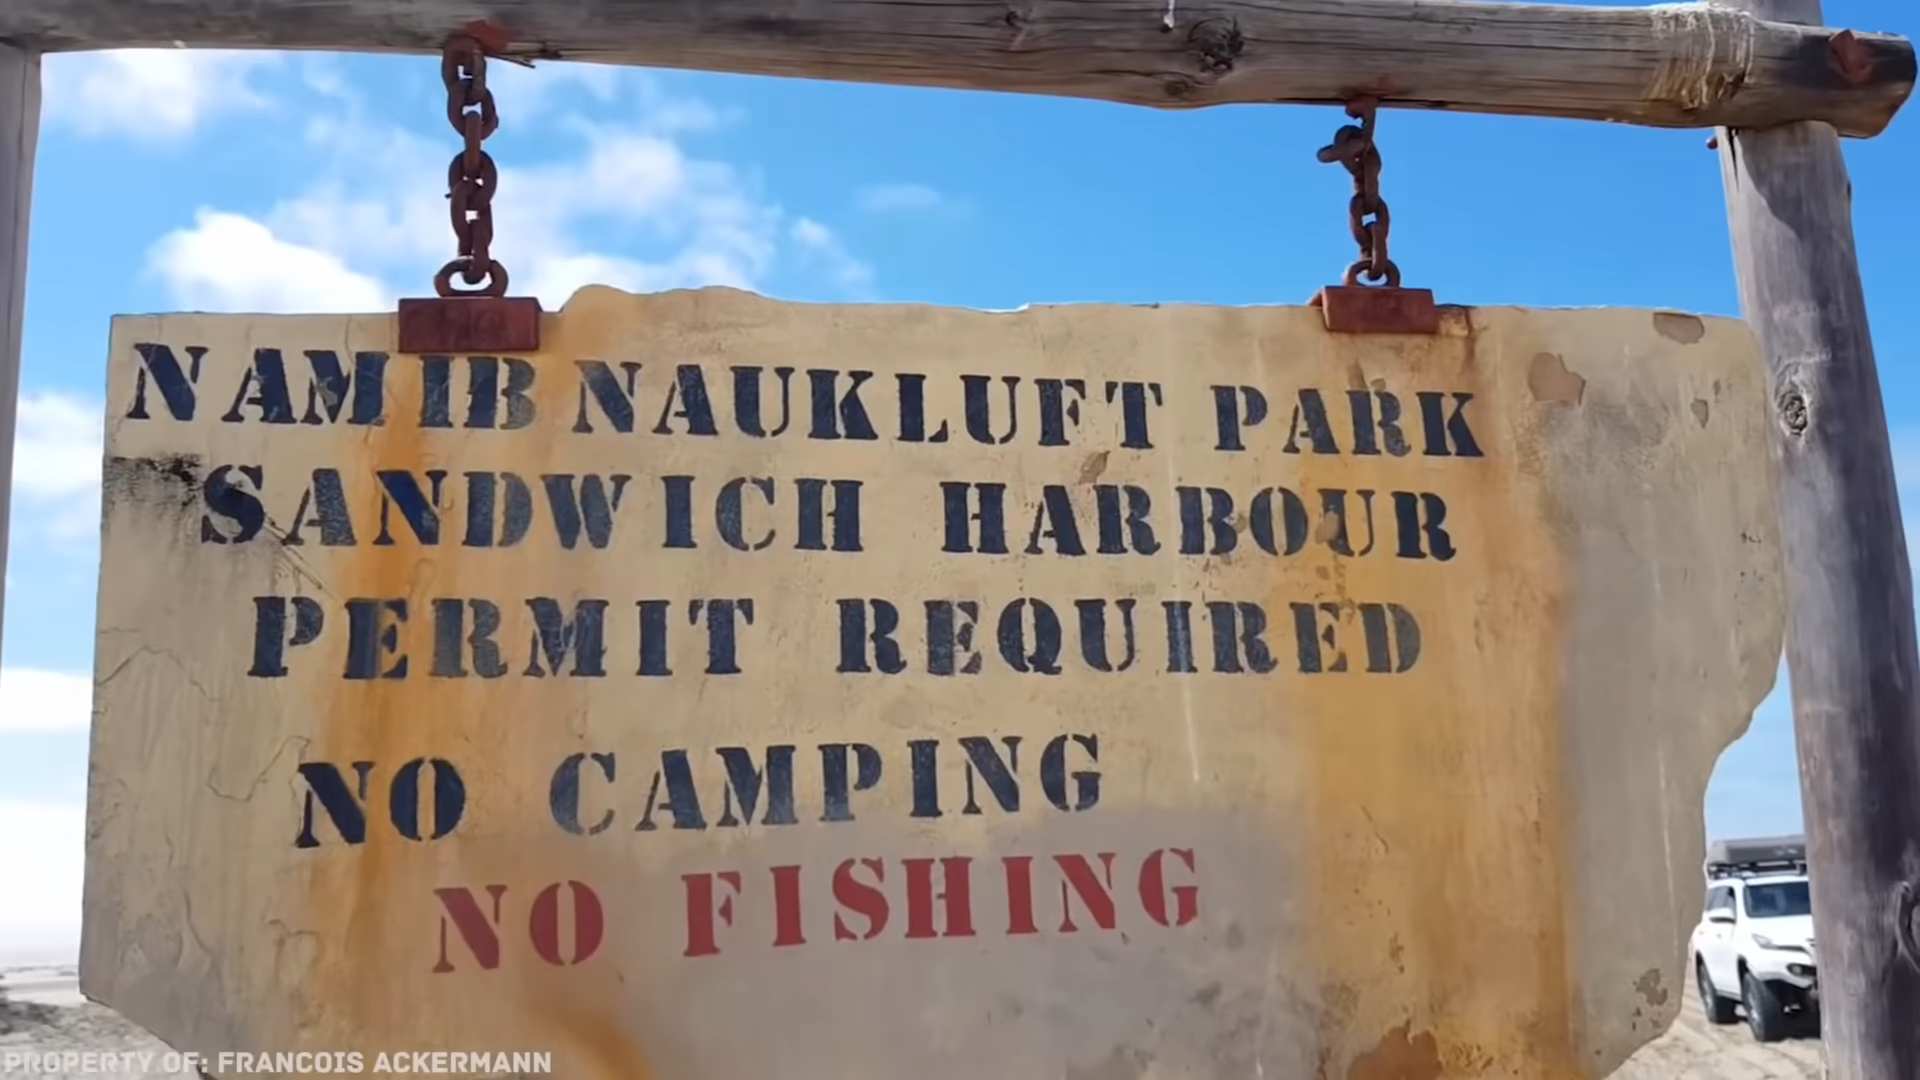 NAMIB NAUKLUFT PARK
SANDWICH HARBOUR
PERMIT REQUIRED
NO CAMPING
NO FISHING
PROPERTY OF: FRANCOIS ACKERMANN